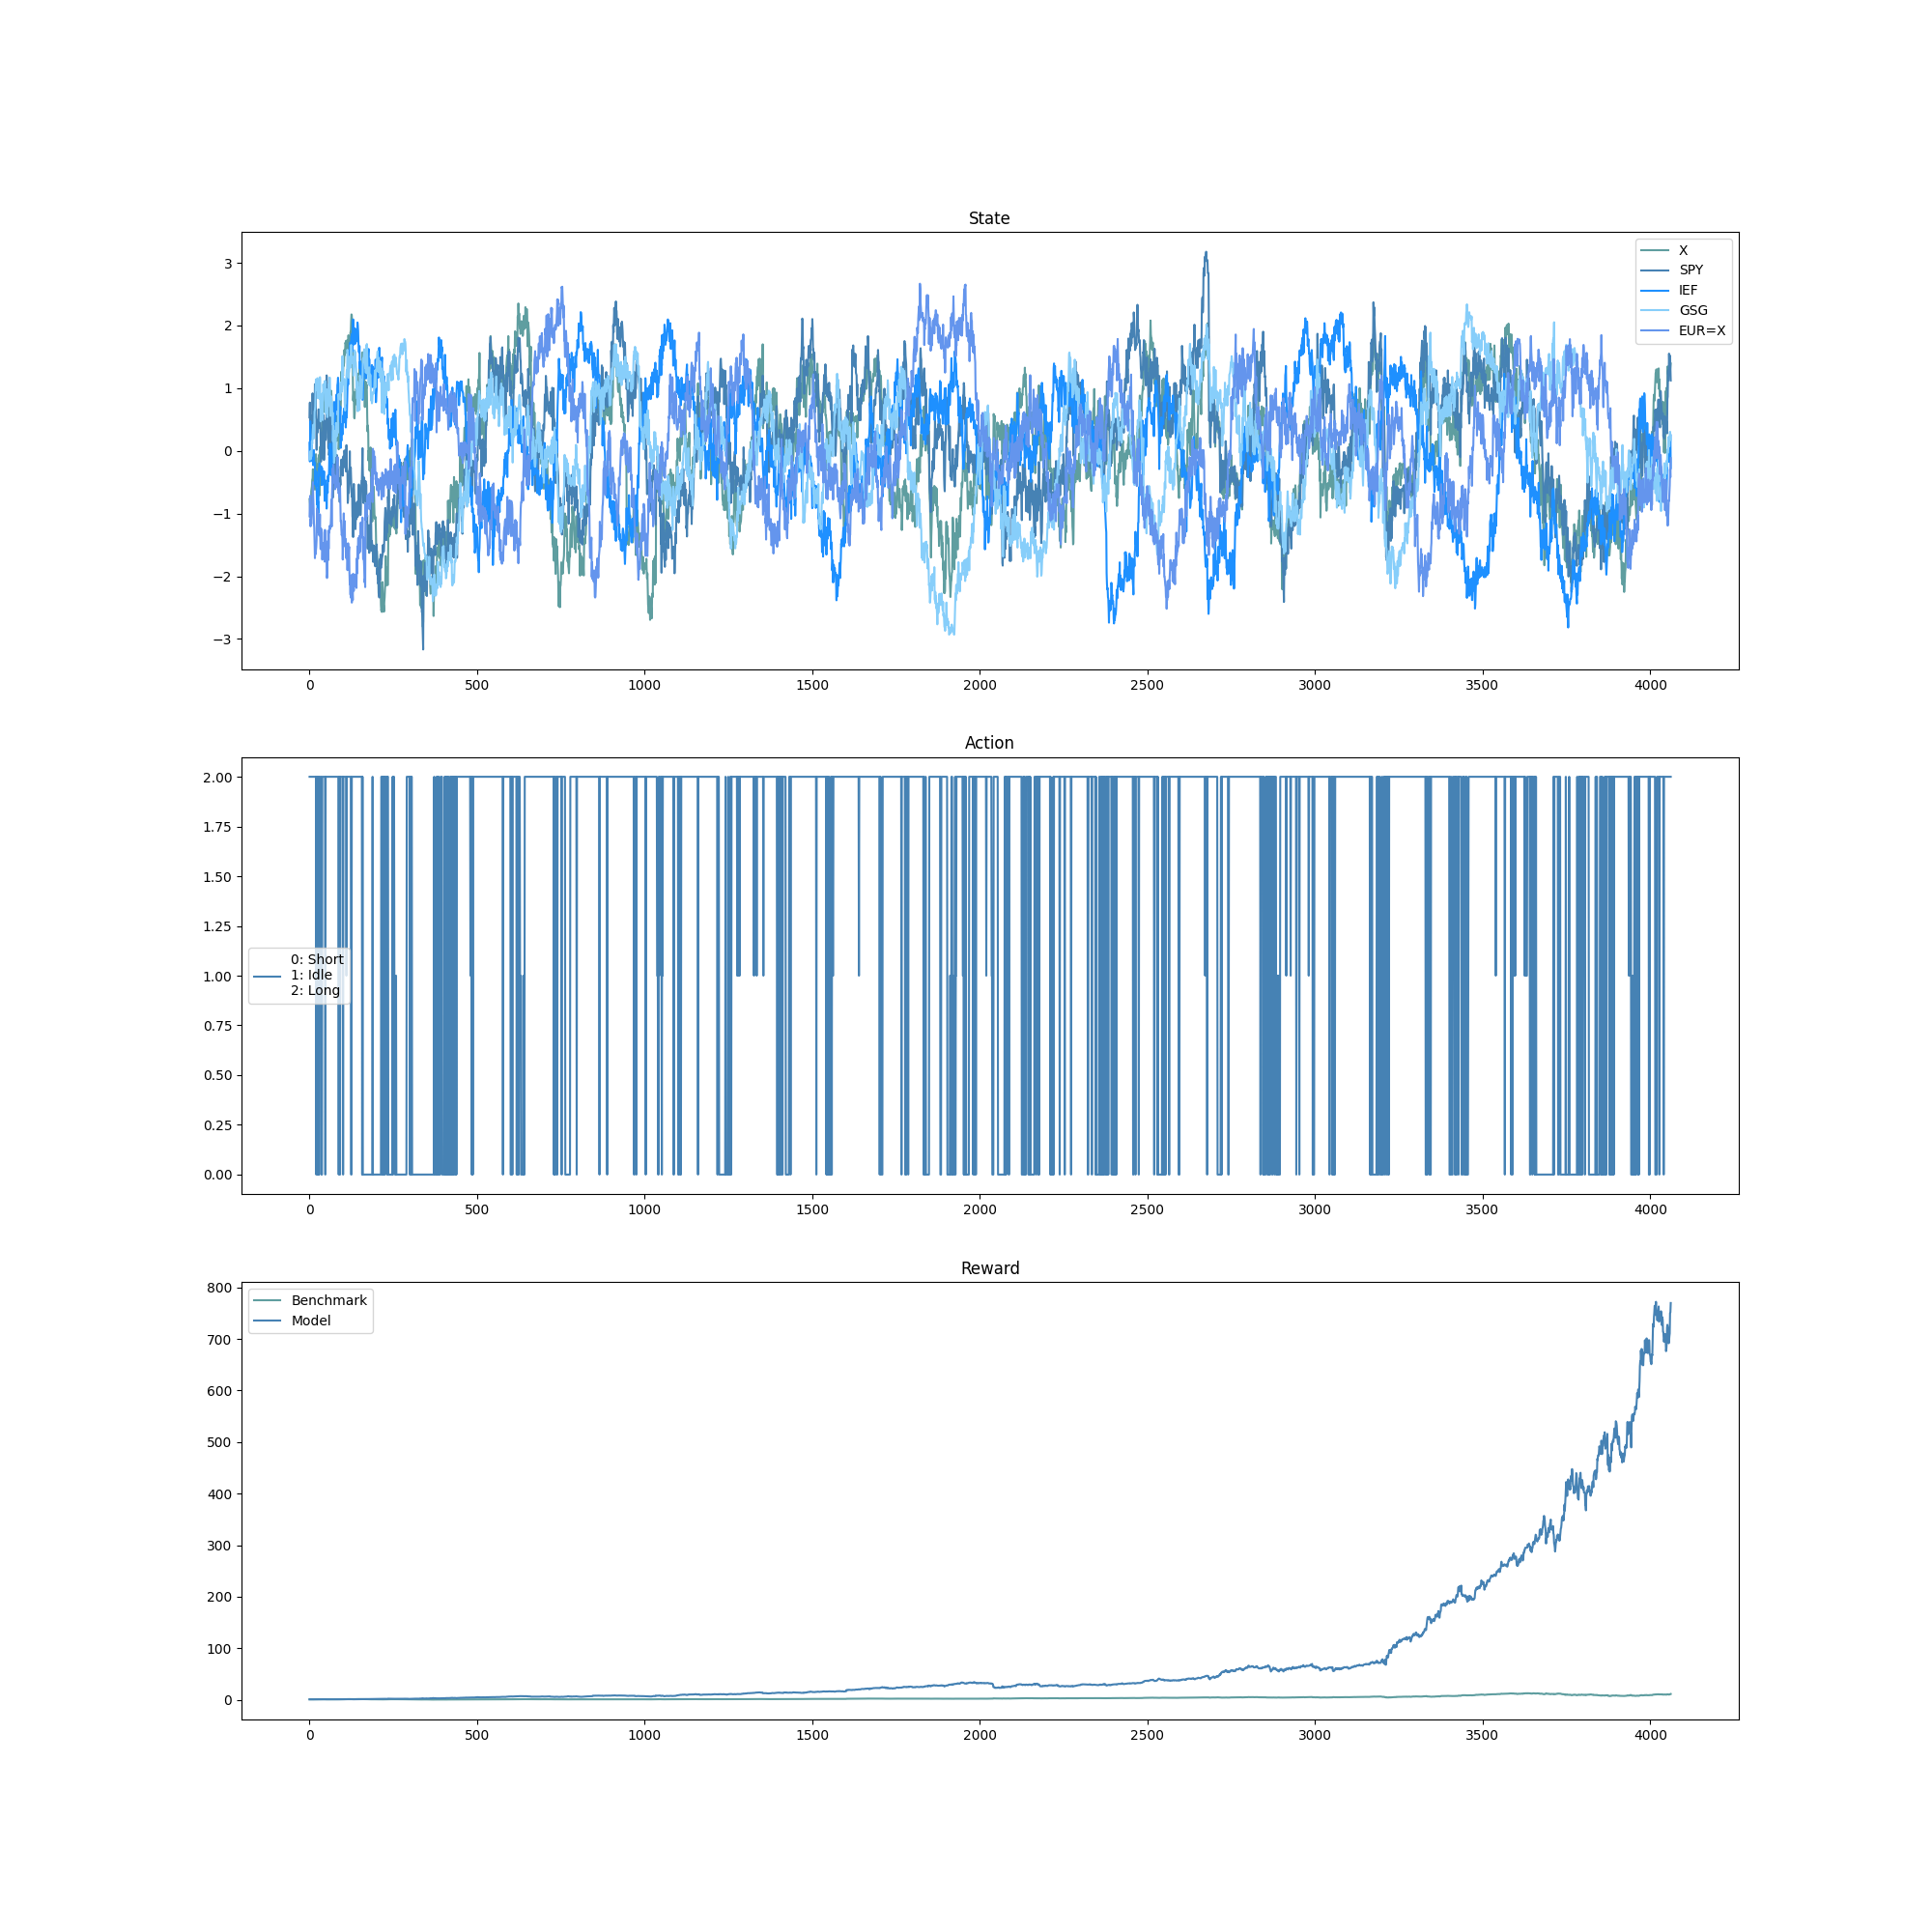 State
3
2
1
0
−1
−2
−3
X
SPY
IEF
GSG
EUR=X
0 500 1000 1500 2000 2500 3000 3500 4000
Action
2.00
1.75
1.50
1.25
1.00
0.75
0.50
0.25
0.00
0: Short
1: Idle
2: Long
0 500 1000 1500 2000 2500 3000 3500 4000
Reward
800
700
600
500
400
300
200
100
0
Benchmark
Model
0 500 1000 1500 2000 2500 3000 3500 4000